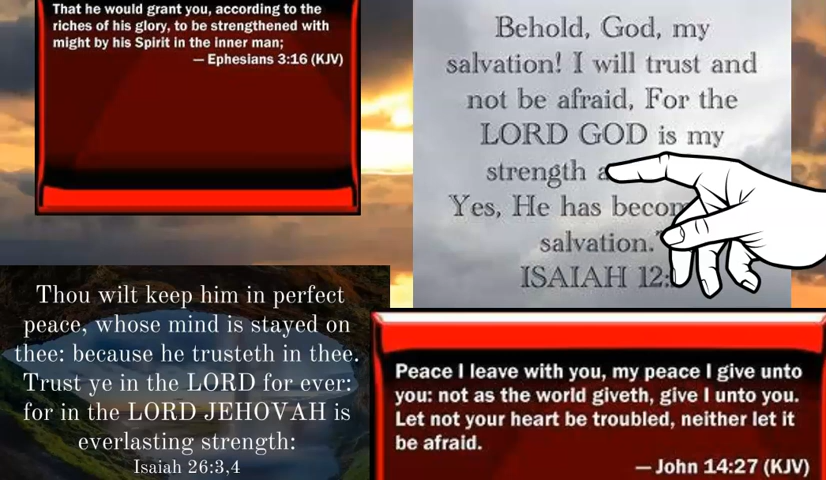 That he would grant you, according to the
riches of his glory, to be strengthened with
might by his Spirit in the inner man;
— Ephesians 3:16 (KJV)
Behold, God, my
salvation! I will trust and
not be afraid, For the
LORD GOD is my
strength
Yes, He has
salvation.
ISAIAH 12:
Thou wilt keep him in perfect
peace, whose mind is stayed on
thee: because he trusteth in thee.
Trust ye in the LORD for ever:
for in the LORD JEHOVAH is
everlasting strength:
Isaiah 26:3,4
Peace I leave with you, my peace I give unto
you: not as the world giveth, give I unto you.
Let not your heart be troubled, neither let it
be afraid.
— John 14:27 (KJV)